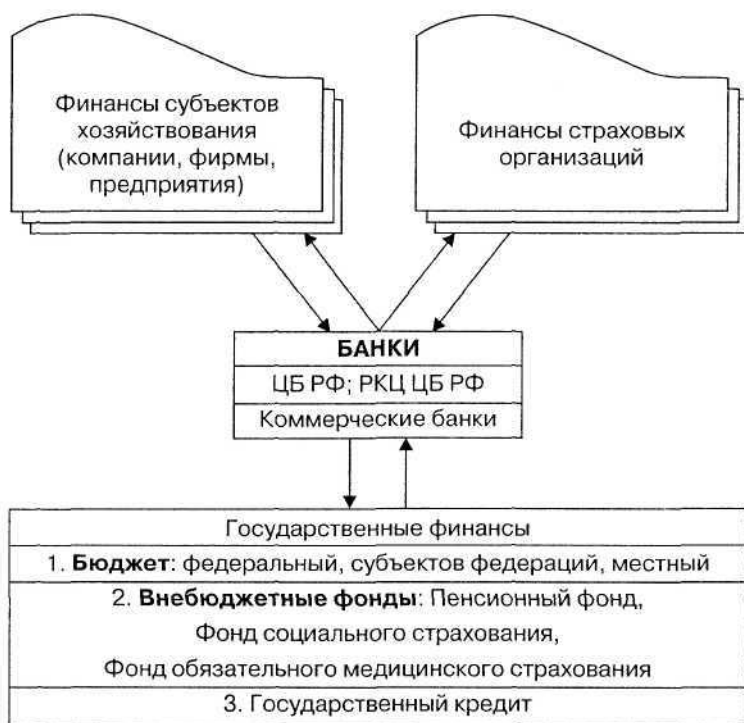 Финансы субъектов
хозяйствования
(компании, фирмы,
предприятия)
Финансы страховых
организаций
БАНКИ
ЦБ РФ; РКЦ ЦБ РФ
Коммерческие банки
Государственные финансы
1. Бюджет: федеральный, субъектов федераций, местный
2. Внебюджетные фонды: Пенсионный фонд,
Фонд социального страхования,
Фонд обязательного медицинского страхования
3. Государственный кредит